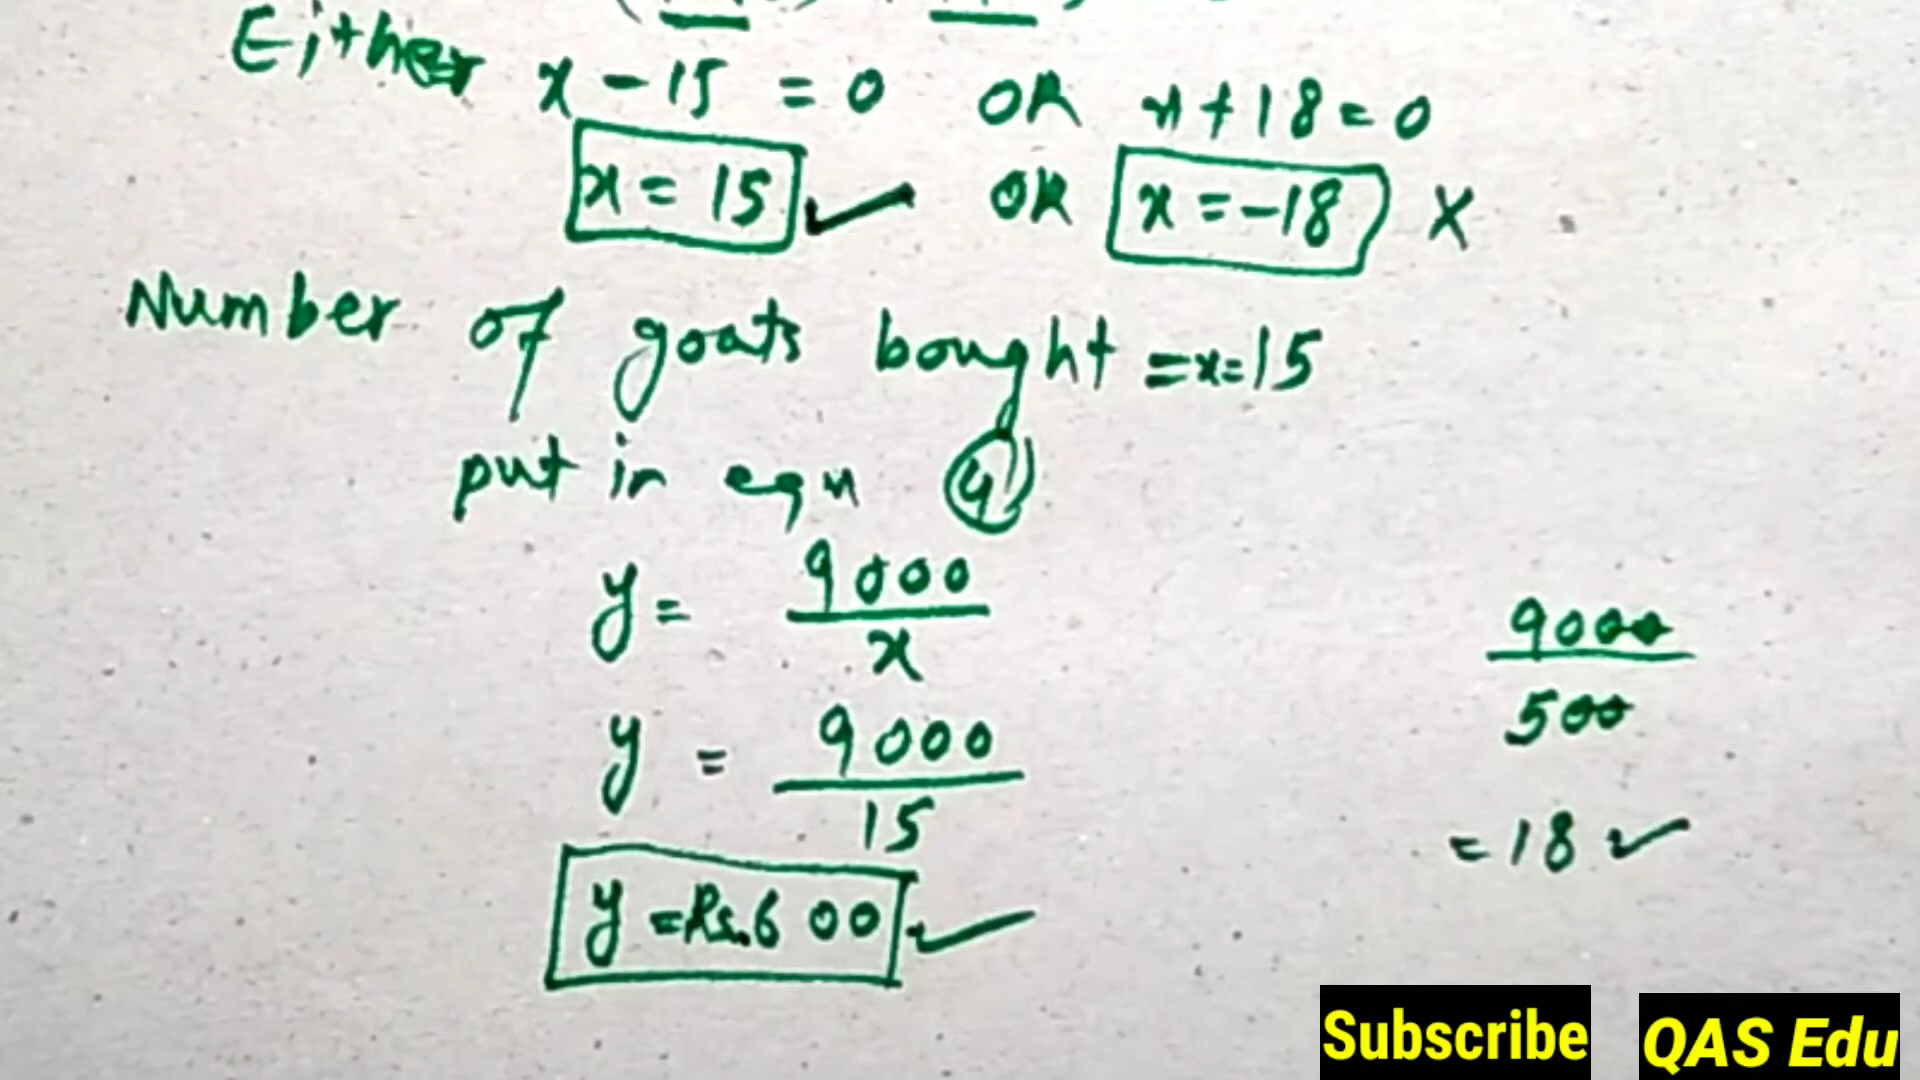 Either x - 15 = 0 OR x + 18 = 0
x = 15 ✓ OR x = -18 X
Number of goats bought = x = 15
put in eqn 4
y = 9000/x
y = 9000/15
y = Rs. 600 ✓
9000/500
= 18 ✓
Subscribe
QAS Edu